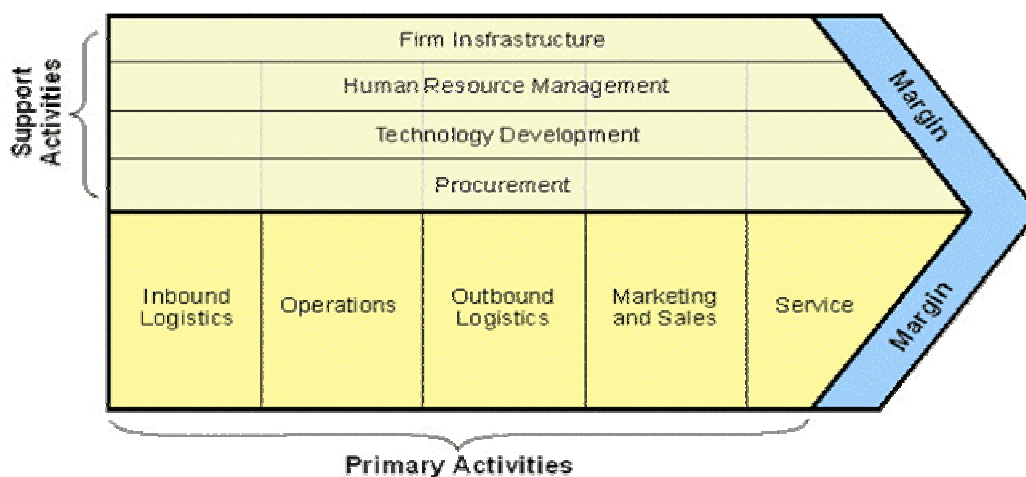 Support
Activities
Firm Insfrastructure
Human Resource Management
Technology Development
Procurement
Margin
Inbound
Logistics
Operations
Outbound
Logistics
Marketing
and Sales
Service
Margin
Primary Activities